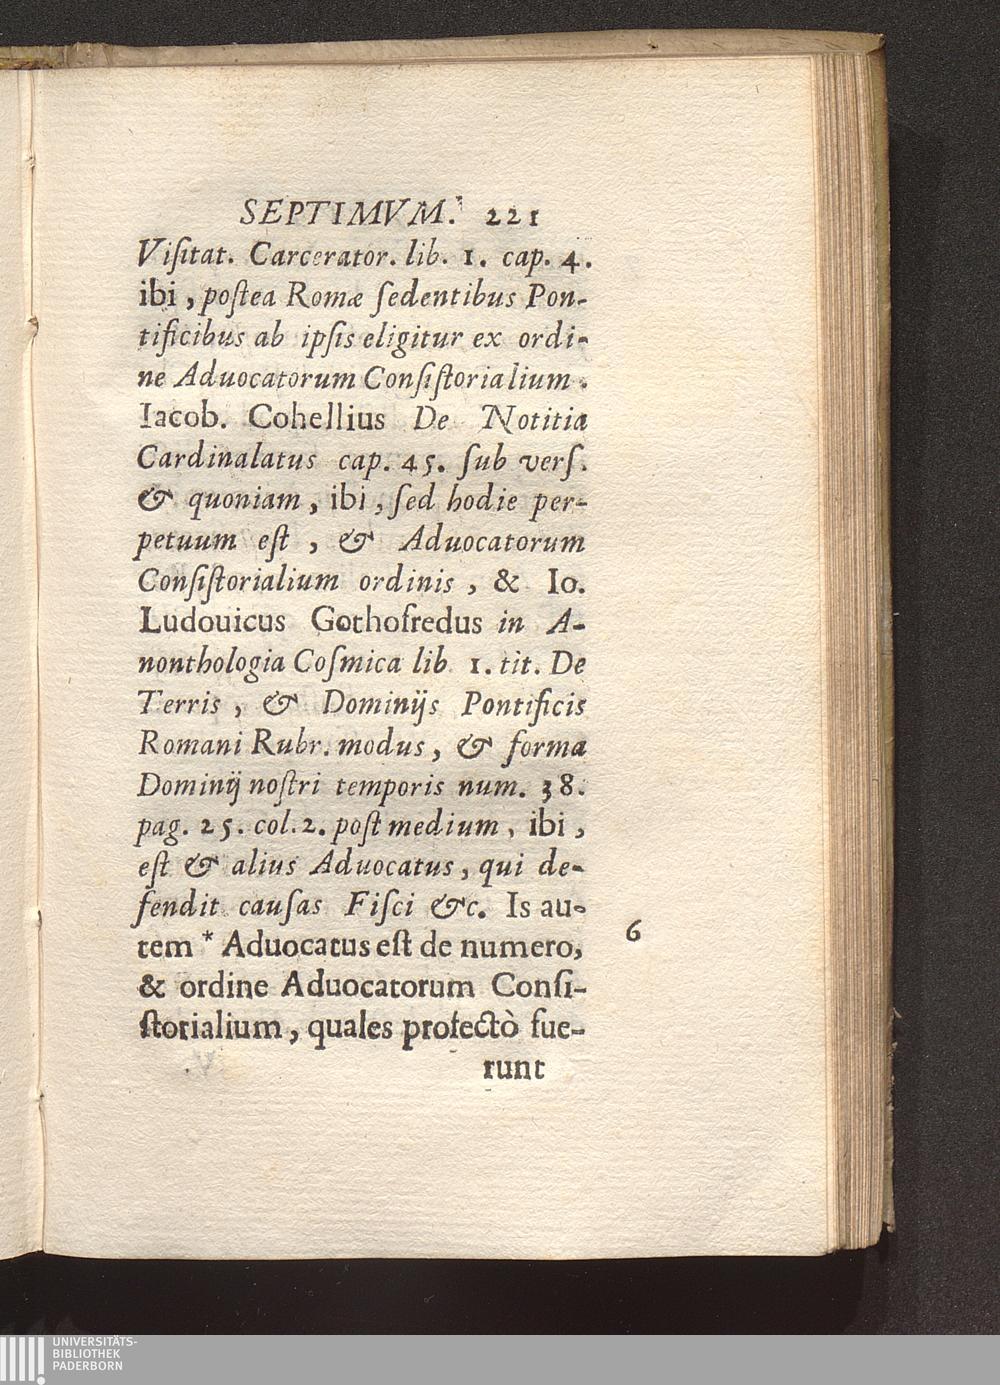 SEPTIMVM. 221
Viſitat. Carcerator. lib. 1. cap. 4.
ibi, poſtea Romæ ſedentibus Pon-
tificibus ab ipſis eligitur ex ordi-
ne Aduocatorum Conſiſtorialium.
Iacob. Cohellius De Notitia
Cardinalatus cap. 45. ſub verſ.
& quoniam, ibi, ſed hodie per-
petuum eſt, & Aduocatorum
Conſiſtorialium ordinis, & Io.
Ludouicus Gothofredus in A-
nonthologia Coſmica lib 1. tit. De
Terris, & Dominijs Pontificis
Romani Rubr. modus, & forma
Dominij noſtri temporis num. 38.
pag. 25. col. 2. poſt medium, ibi,
eſt & alius Aduocatus, qui de-
fendit cauſas Fiſci &c. Is au-
tem * Aduocatus eſt de numero,
6
& ordine Aduocatorum Conſi-
ſtorialium, quales profectò fue-
runt
UNIVERSITÄTS-
BIBLIOTHEK
PADERBORN